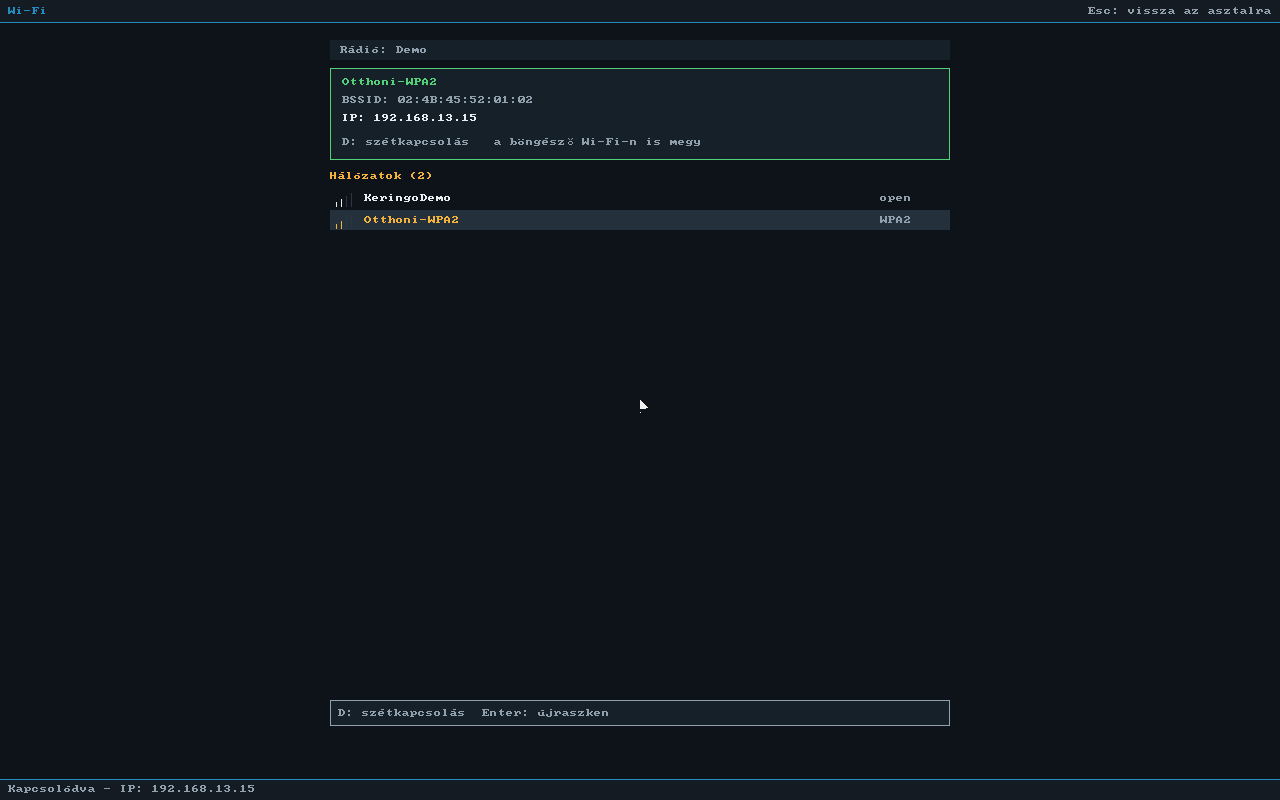 Wi-Fi
Esc: vissza az asztalra
Rádió: Demo
Otthoni-WPA2
BSSID: 02:4B:45:52:01:02
IP: 192.168.13.15
D: szétkapcsolás   a böngésző Wi-Fi-n is megy
Hálózatok (2)
KeringoDemo open
Otthoni-WPA2 WPA2
D: szétkapcsolás  Enter: újraszken
Kapcsolódva - IP: 192.168.13.15